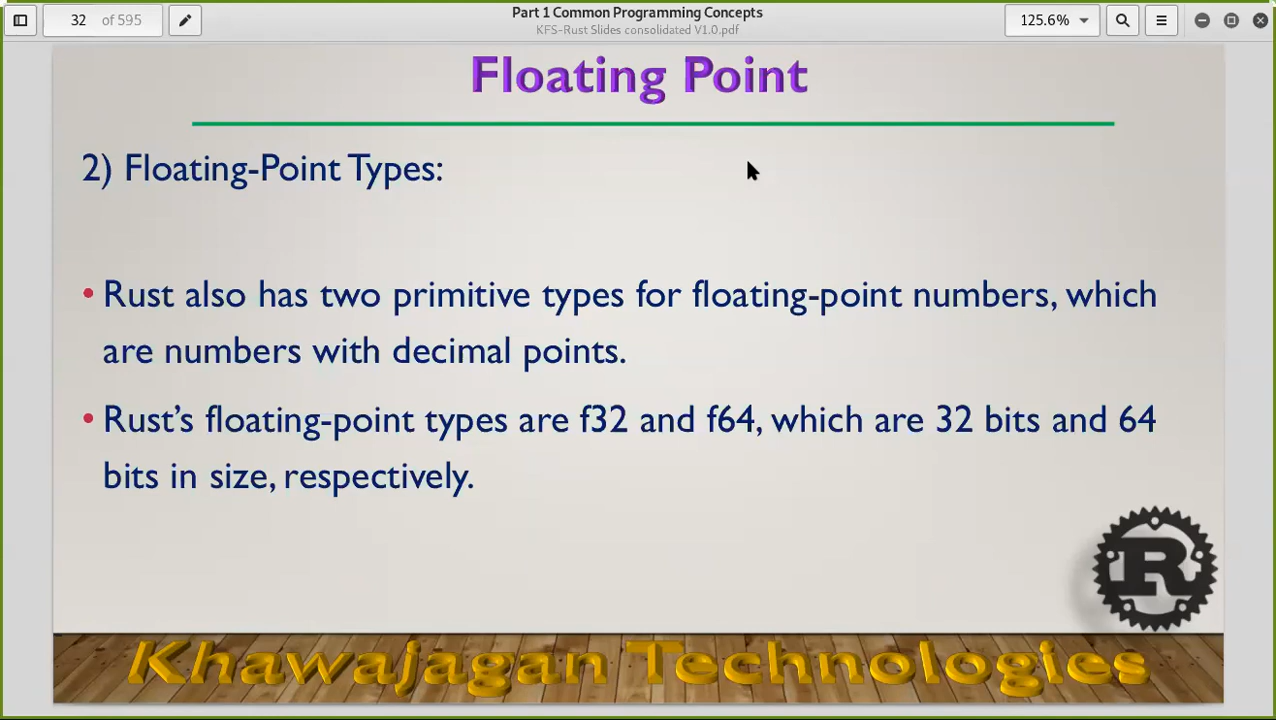 32 of 595
Part 1 Common Programming Concepts
KFS-Rust Slides consolidated V1.0.pdf
125.6%
Floating Point
2) Floating-Point Types:
• Rust also has two primitive types for floating-point numbers, which
are numbers with decimal points.
• Rust’s floating-point types are f32 and f64, which are 32 bits and 64
bits in size, respectively.
R
Khawajagan Technologies